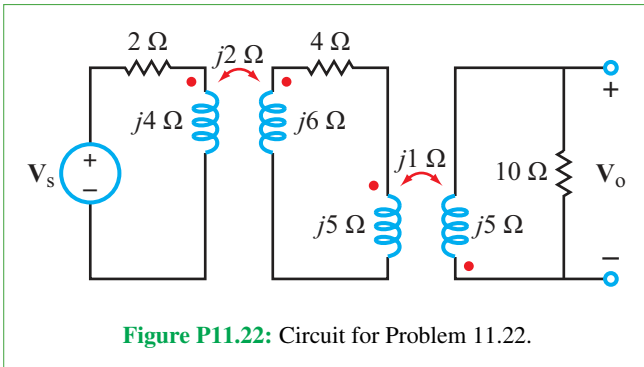 2 Ω
j2 Ω
4 Ω
j4 Ω
j6 Ω
+
−
Vs
j1 Ω
10 Ω
+
Vo
−
j5 Ω
j5 Ω
Figure P11.22: Circuit for Problem 11.22.